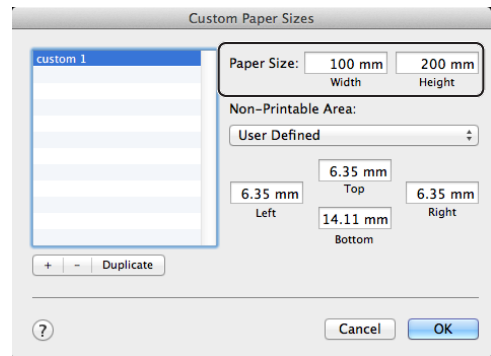 Custom Paper Sizes
custom 1
Paper Size: 100 mm 200 mm
Width Height
Non-Printable Area:
User Defined
6.35 mm
Top
6.35 mm 6.35 mm
Left Right
14.11 mm
Bottom
+ - Duplicate
? Cancel OK